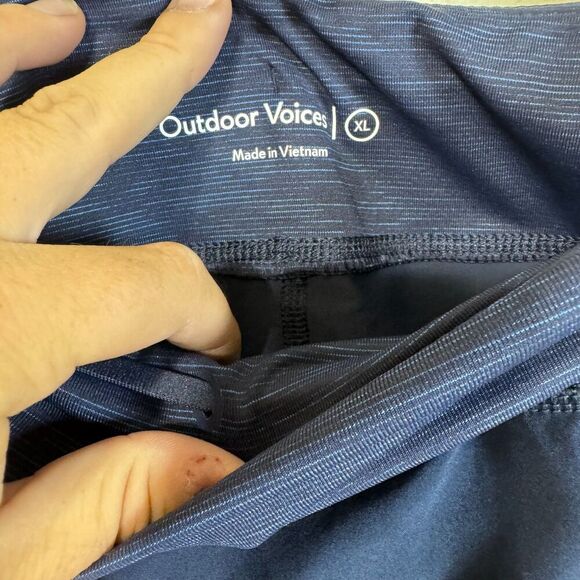 Outdoor Voices | XL
Made in Vietnam